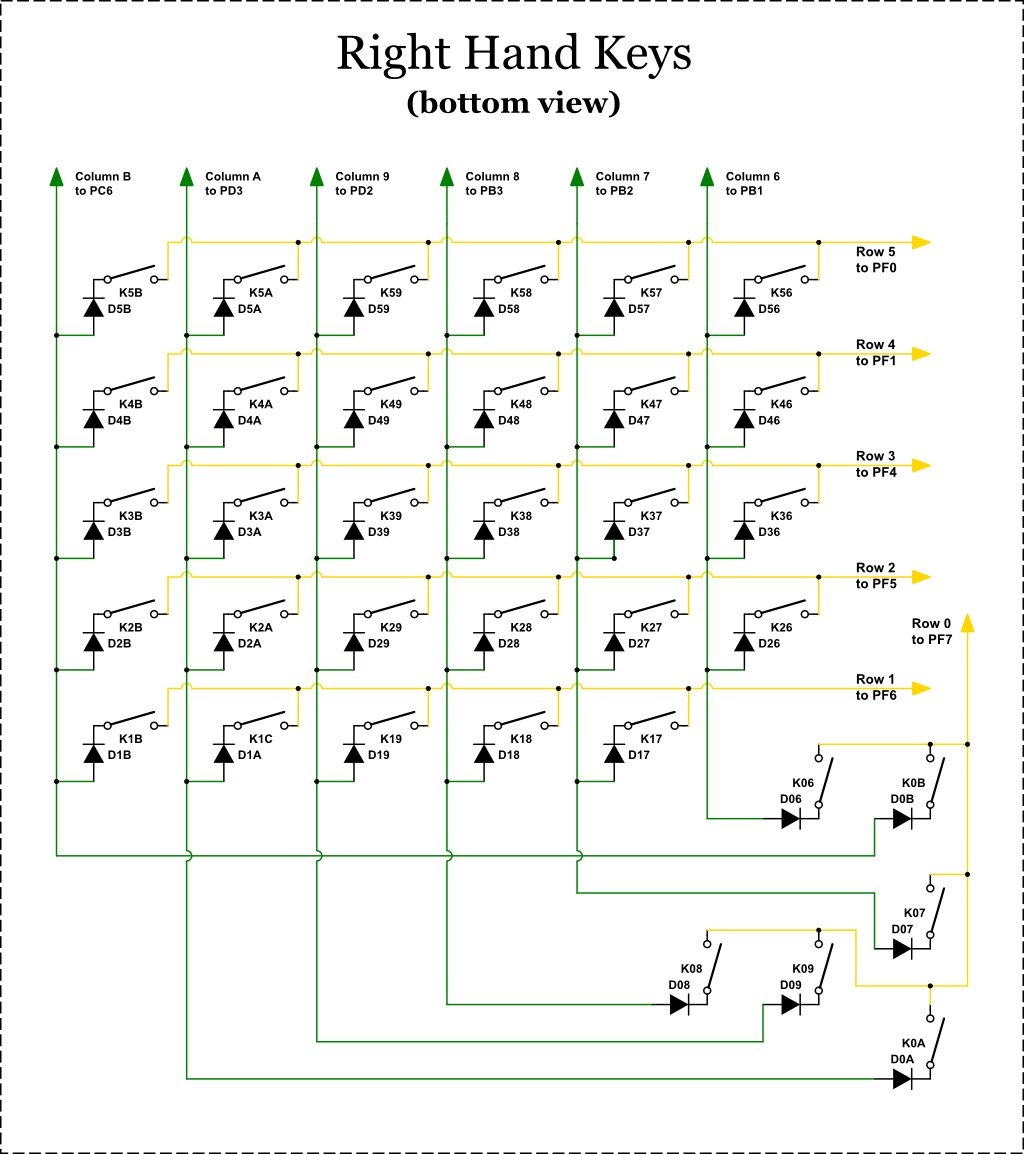 Right Hand Keys
(bottom view)
Column B
to PC6
Column A
to PD3
Column 9
to PD2
Column 8
to PB3
Column 7
to PB2
Column 6
to PB1
Row 5
to PF0
K5B
D5B
K5A
D5A
K59
D59
K58
D58
K57
D57
K56
D56
Row 4
to PF1
K4B
D4B
K4A
D4A
K49
D49
K48
D48
K47
D47
K46
D46
Row 3
to PF4
K3B
D3B
K3A
D3A
K39
D39
K38
D38
K37
D37
K36
D36
Row 2
to PF5
K2B
D2B
K2A
D2A
K29
D29
K28
D28
K27
D27
K26
D26
Row 0
to PF7
Row 1
to PF6
K1B
D1B
K1C
D1A
K19
D19
K18
D18
K17
D17
K06
D06
K0B
D0B
K07
D07
K08
D08
K09
D09
K0A
D0A